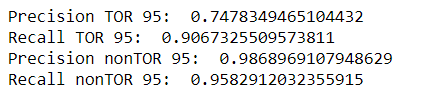 Precision TOR 95:  0.7478349465104432
Recall TOR 95:  0.9067325509573811
Precision nonTOR 95:  0.9868969107948629
Recall nonTOR 95:  0.9582912032355915